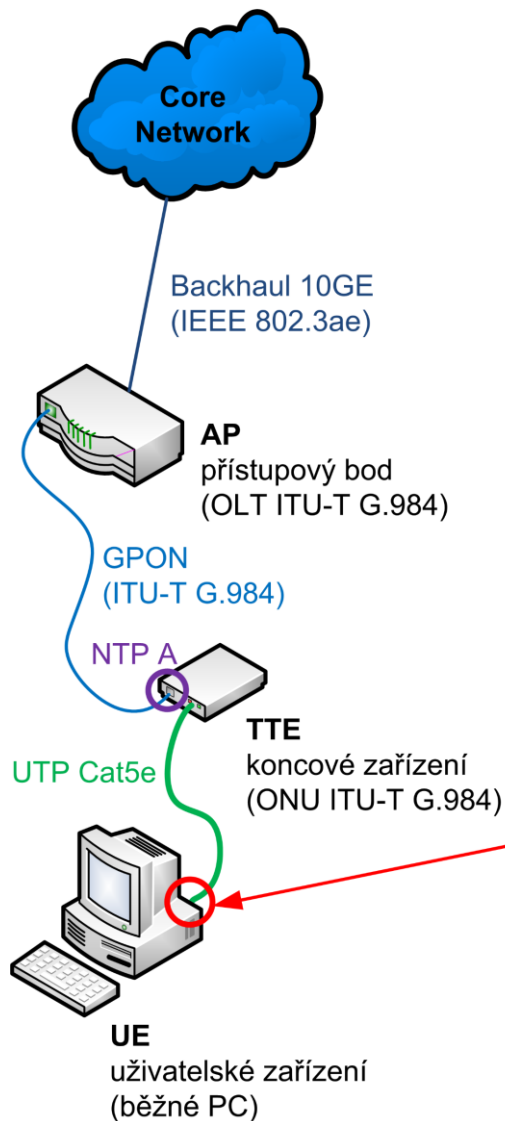 Core
Network
Backhaul 10GE
(IEEE 802.3ae)
AP
přístupový bod
(OLT ITU-T G.984)
GPON
(ITU-T G.984)
NTP A
TTE
UTP Cat5e
koncové zařízení
(ONU ITU-T G.984)
UE
uživatelské zařízení
(běžné PC)